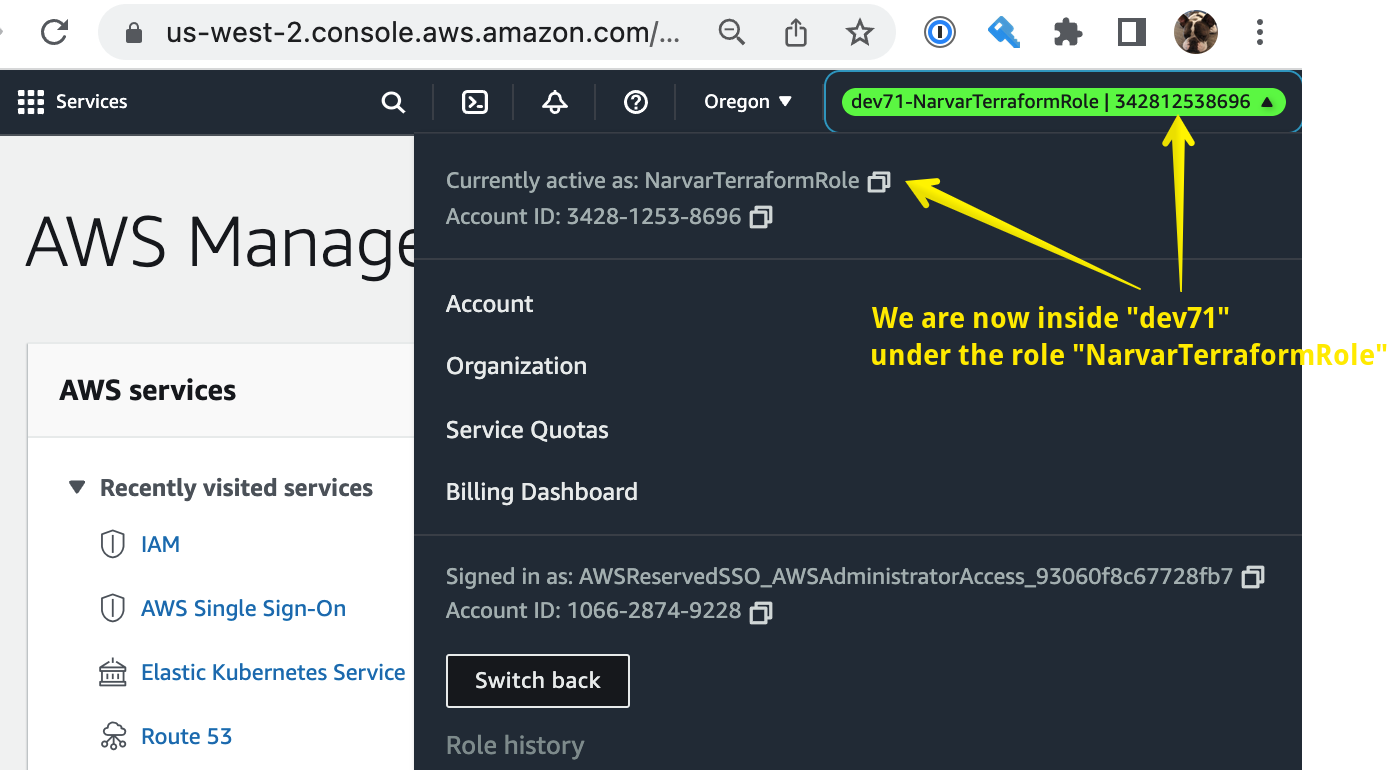 us-west-2.console.aws.amazon.com/...
Services
Oregon ▼
dev71-NarvarTerraformRole | 342812538696 ▲
Currently active as: NarvarTerraformRole
Account ID: 3428-1253-8696
AWS Manage
Account
We are now inside "dev71"
under the role "NarvarTerraformRole"
Organization
AWS services
Service Quotas
Recently visited services
Billing Dashboard
IAM
Signed in as: AWSReservedSSO_AWSAdministratorAccess_93060f8c67728fb7
AWS Single Sign-On
Account ID: 1066-2874-9228
Elastic Kubernetes Service
Switch back
Route 53
Role history